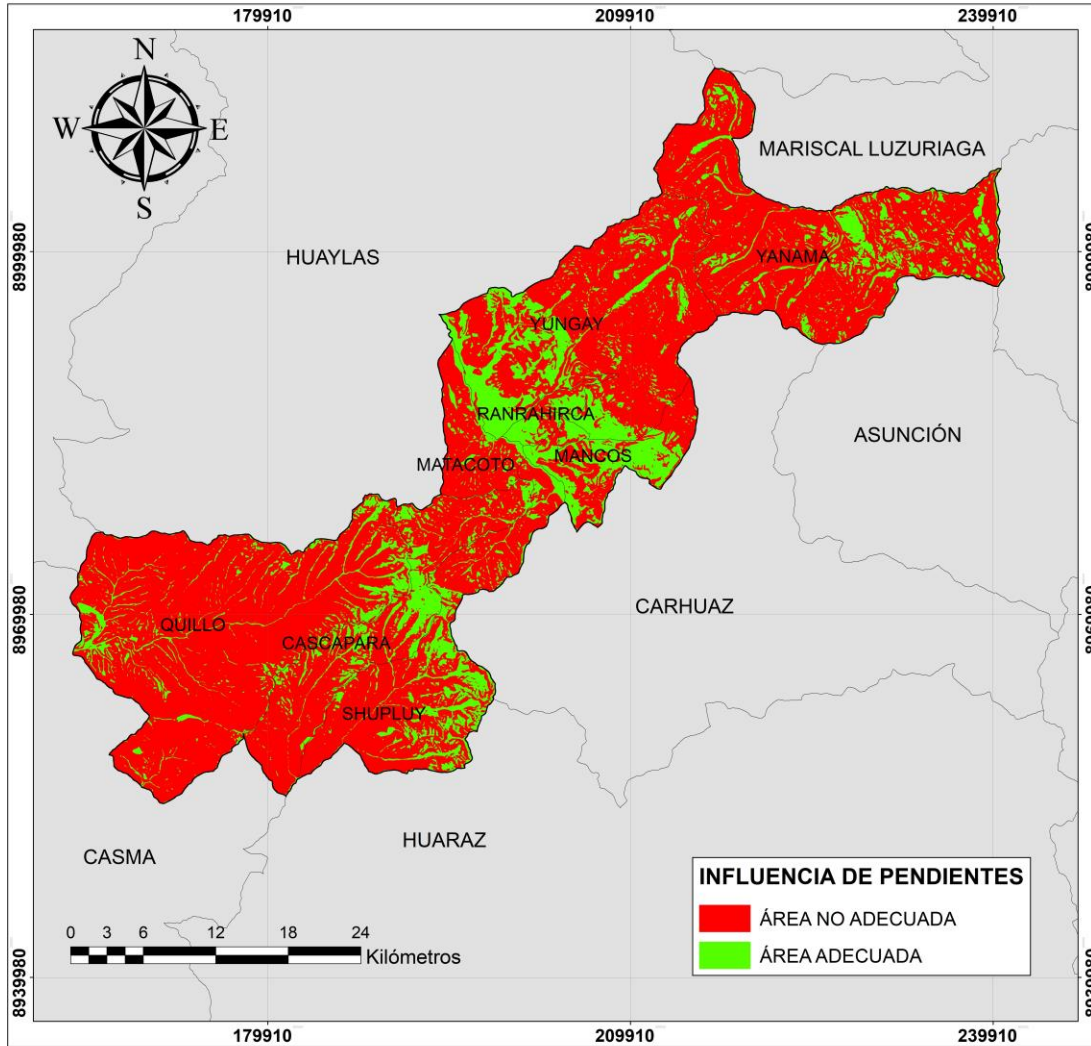 179910 209910 239910
N
W E
S
MARISCAL LUZURIAGA
8999980
HUAYLAS
YANAMA
YUNGAY
RANRAHIRCA
ASUNCIÓN
MANCOS
MATACOTO
8969980
CARHUAZ
QUILLO
CASCAPARA
SHUPLUY
HUARAZ
CASMA
INFLUENCIA DE PENDIENTES
ÁREA NO ADECUADA
ÁREA ADECUADA
0 3 6 12 18 24
Kilómetros
8939980
179910 209910 239910